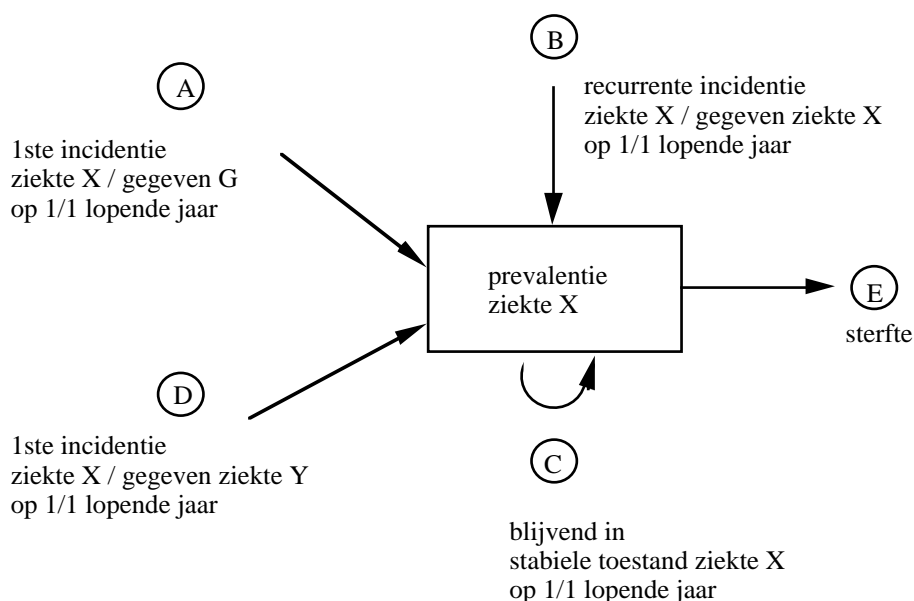 B
A
recurrente incidentie
ziekte X / gegeven ziekte X
op 1/1 lopende jaar
1ste incidentie
ziekte X / gegeven G
op 1/1 lopende jaar
prevalentie
ziekte X
E
sterfte
D
1ste incidentie
ziekte X / gegeven ziekte Y
op 1/1 lopende jaar
C
blijvend in
stabiele toestand ziekte X
op 1/1 lopende jaar